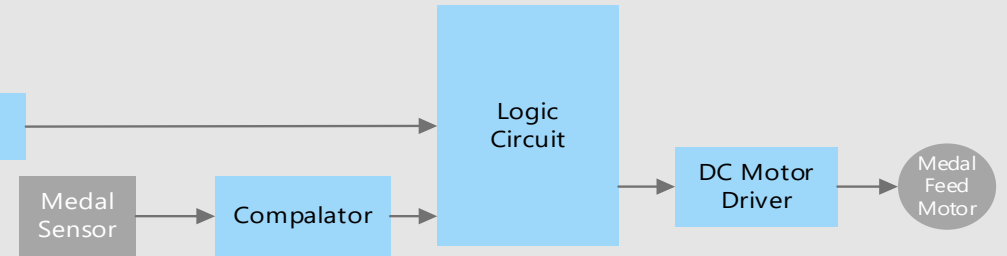 Logic
Circuit
Medal
Sensor
Compalator
DC Motor
Driver
Medal
Feed
Motor